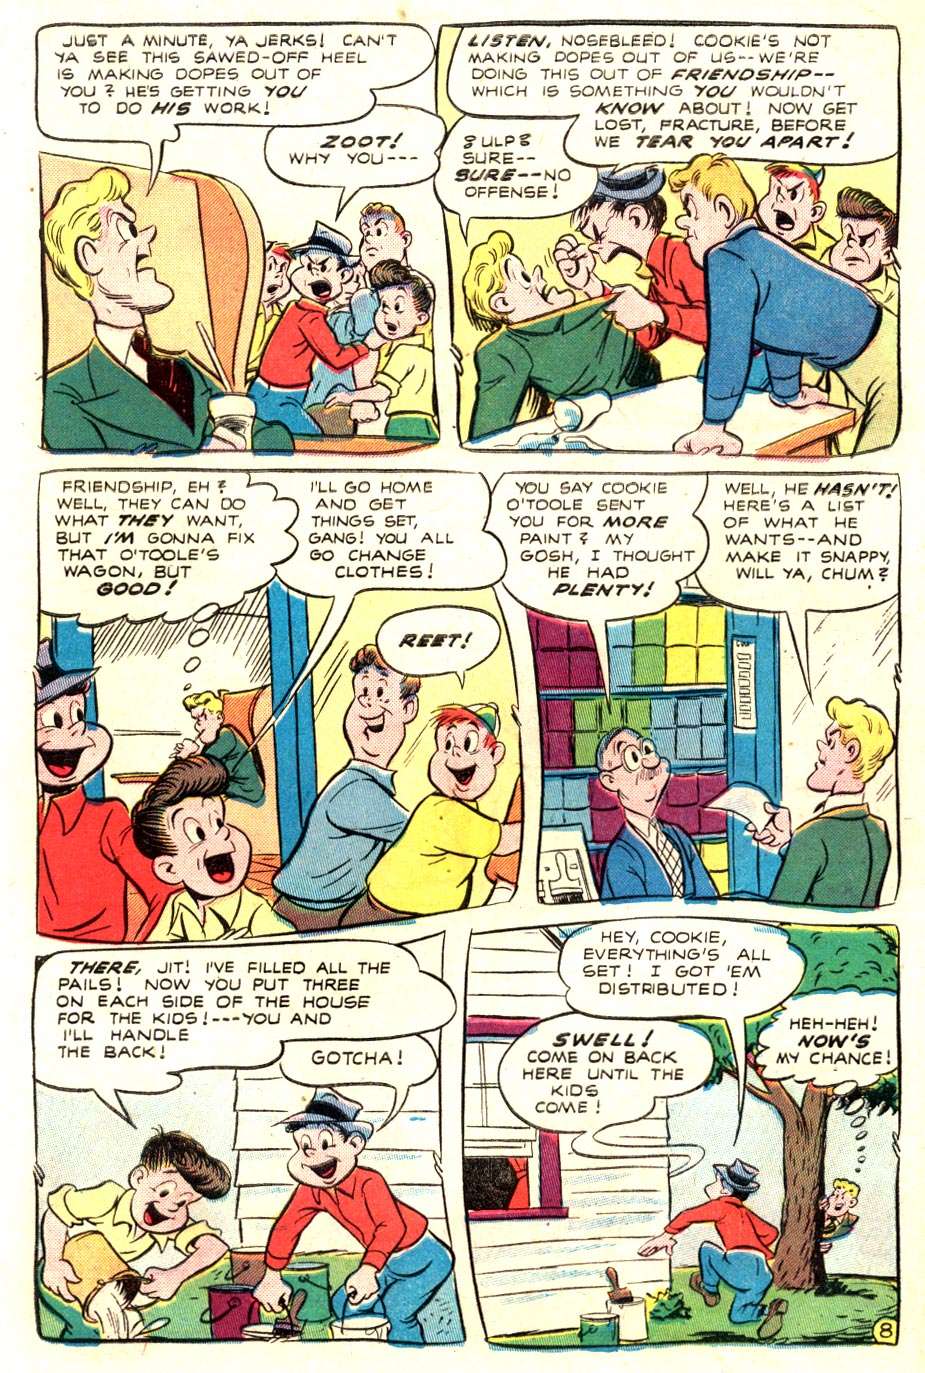 JUST A MINUTE, YA JERKS! CAN'T
YA SEE THIS SAWED-OFF HEEL
IS MAKING DOPES OUT OF
YOU? HE'S GETTING YOU
TO DO HIS WORK!
ZOOT!
WHY YOU---
LISTEN, NOSEBLEED! COOKIE'S NOT
MAKING DOPES OUT OF US--WE'RE
DOING THIS OUT OF FRIENDSHIP--
WHICH IS SOMETHING YOU WOULDN'T
KNOW ABOUT! NOW GET
LOST, FRACTURE, BEFORE
WE TEAR YOU APART!
?ULP?
SURE--
SURE--NO
OFFENSE!
FRIENDSHIP, EH?
WELL, THEY CAN DO
WHAT THEY WANT,
BUT I'M GONNA FIX
THAT O'TOOLE'S
WAGON, BUT
GOOD!
I'LL GO HOME
AND GET
THINGS SET,
GANG! YOU ALL
GO CHANGE
CLOTHES!
REET!
YOU SAY COOKIE
O'TOOLE SENT
YOU FOR MORE
PAINT? MY
GOSH, I THOUGHT
HE HAD
PLENTY!
WELL, HE HASN'T!
HERE'S A LIST
OF WHAT HE
WANTS--AND
MAKE IT SNAPPY,
WILL YA, CHUM?
THERE, JIT! I'VE FILLED ALL THE
PAILS! NOW YOU PUT THREE
ON EACH SIDE OF THE HOUSE
FOR THE KIDS!---YOU AND
I'LL HANDLE
THE BACK!
GOTCHA!
HEY, COOKIE,
EVERYTHING'S ALL
SET! I GOT 'EM
DISTRIBUTED!
SWELL!
COME ON BACK
HERE UNTIL THE
KIDS
COME!
HEH-HEH!
NOW'S
MY CHANCE!
8